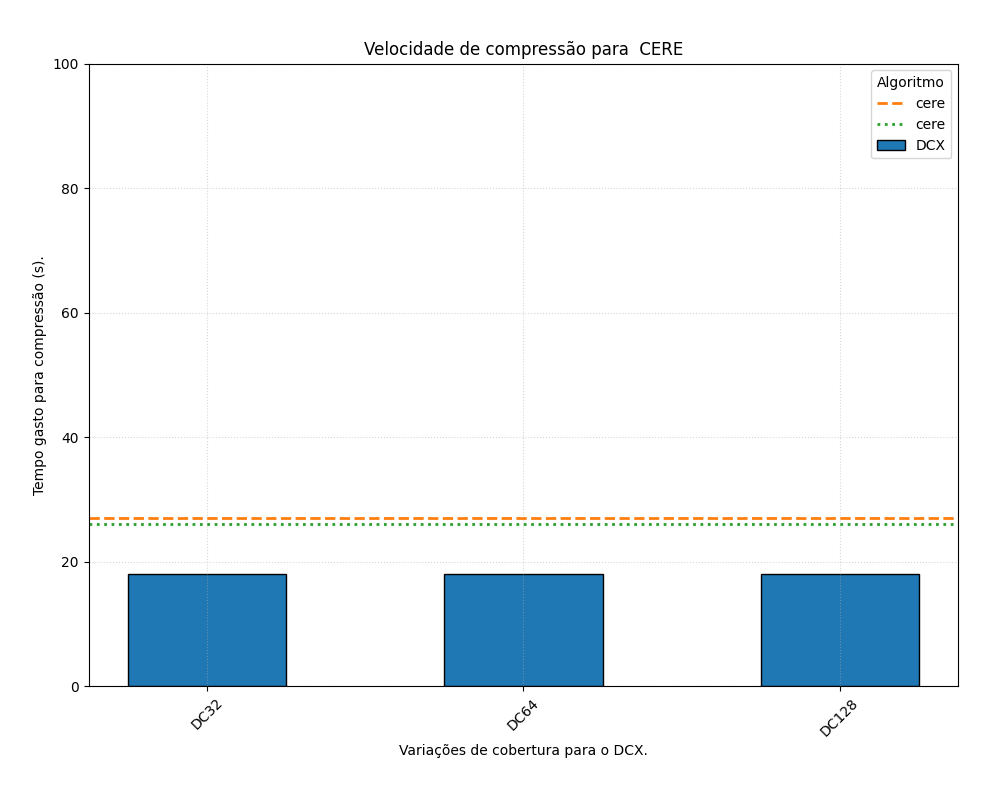 Velocidade de compressão para  CERE
Algoritmo
cere
cere
DCX
Tempo gasto para compressão (s).
100
80
60
40
20
0
DC32
DC64
DC128
Variações de cobertura para o DCX.